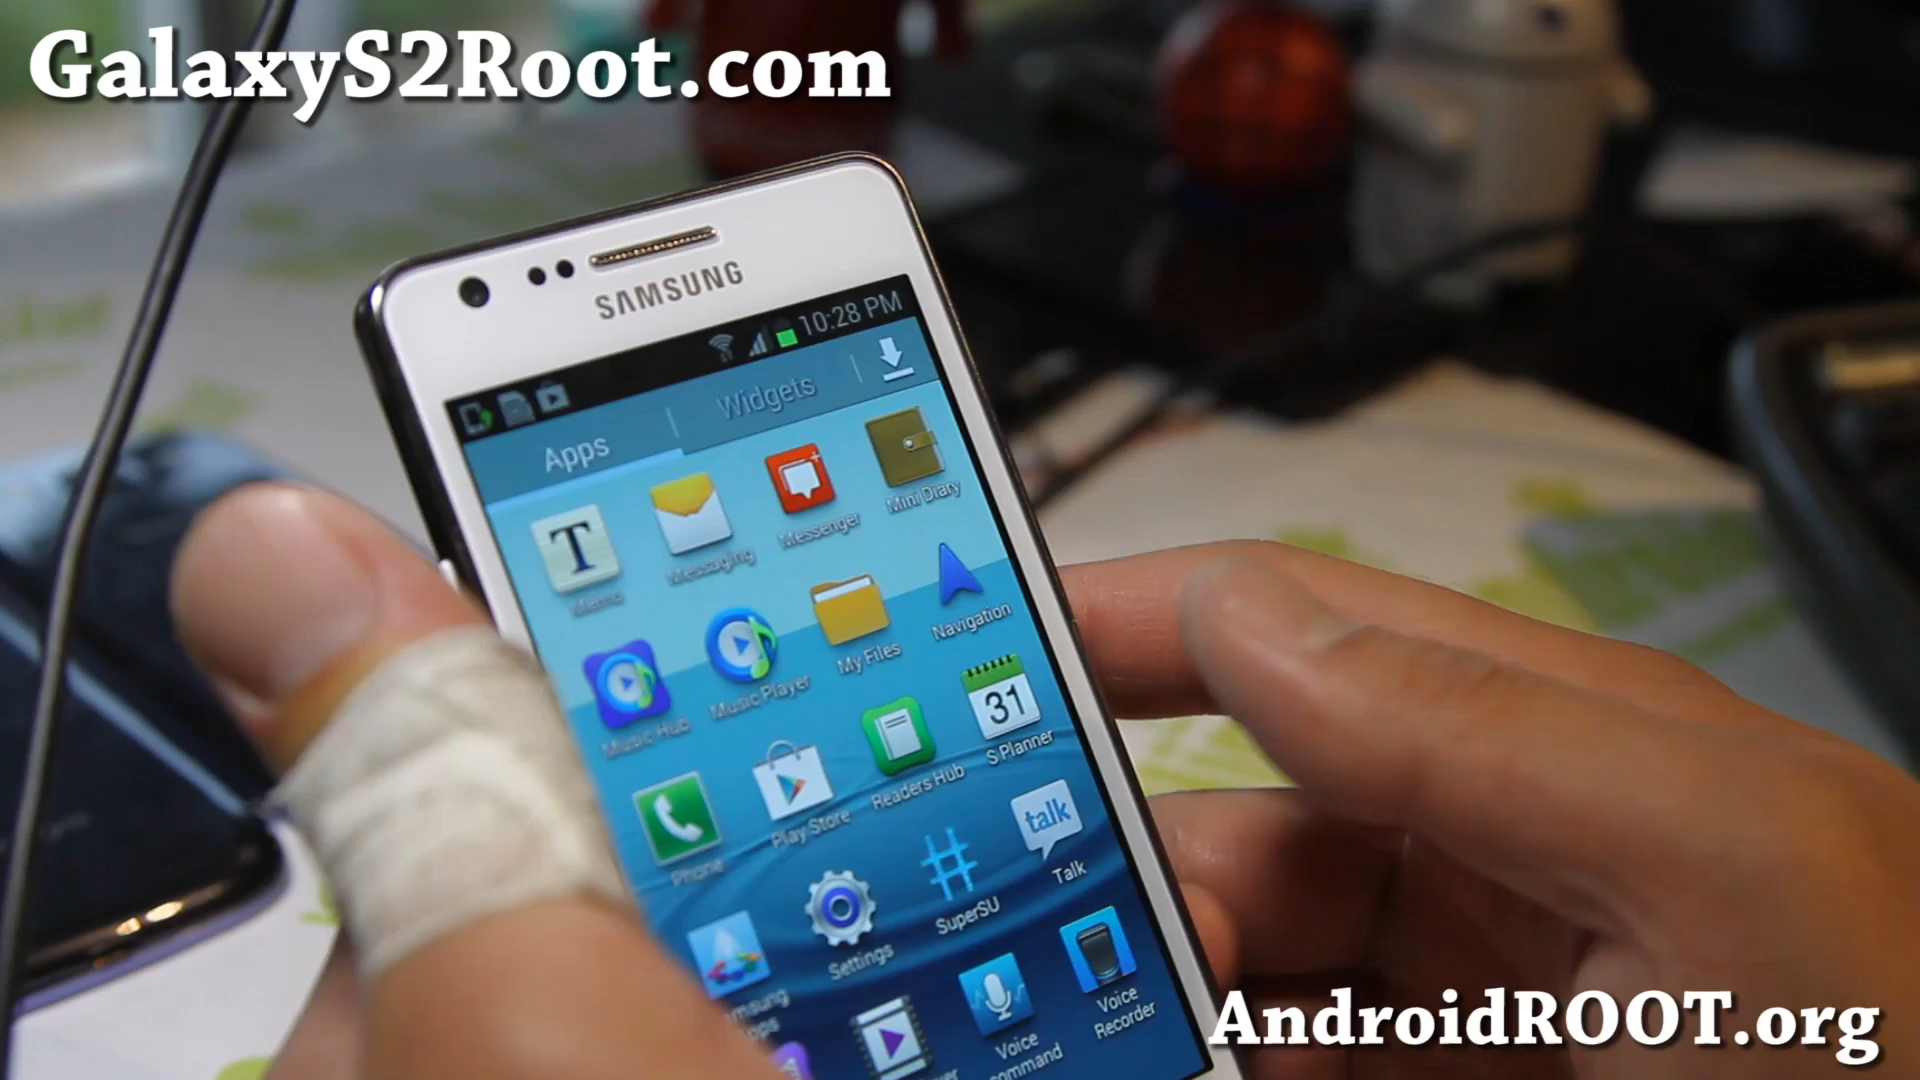 GalaxyS2Root.com
SAMSUNG
10:28 PM
Apps
Widgets
T
Memo
Messaging
Messenger
Mini Diary
Music Hub
Music Player
My Files
Navigation
31
Phone
Play Store
Readers Hub
S Planner
talk
Settings
SuperSU
Talk
Voice
Recorder
Voice
AndroidROOT.org